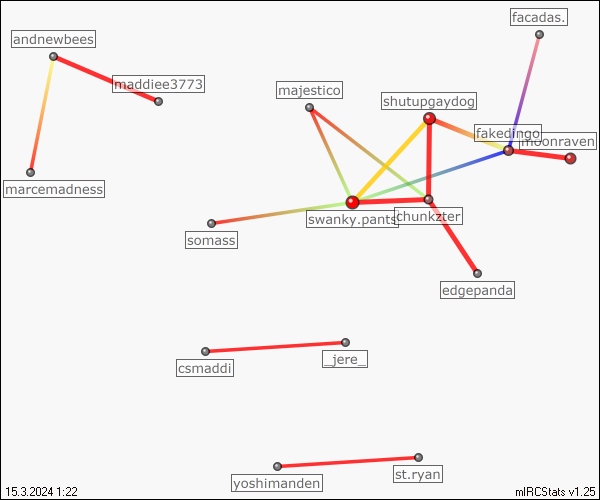 facadas.
andnewbees
maddiee3773
majestico
shutupgaydog
fakedingo
moonraven
marcemadness
swanky.pants
chunkzter
somass
edgepanda
_jere_
csmaddi
st.ryan
yoshimanden
15.3.2024 1:22
mIRCStats v1.25